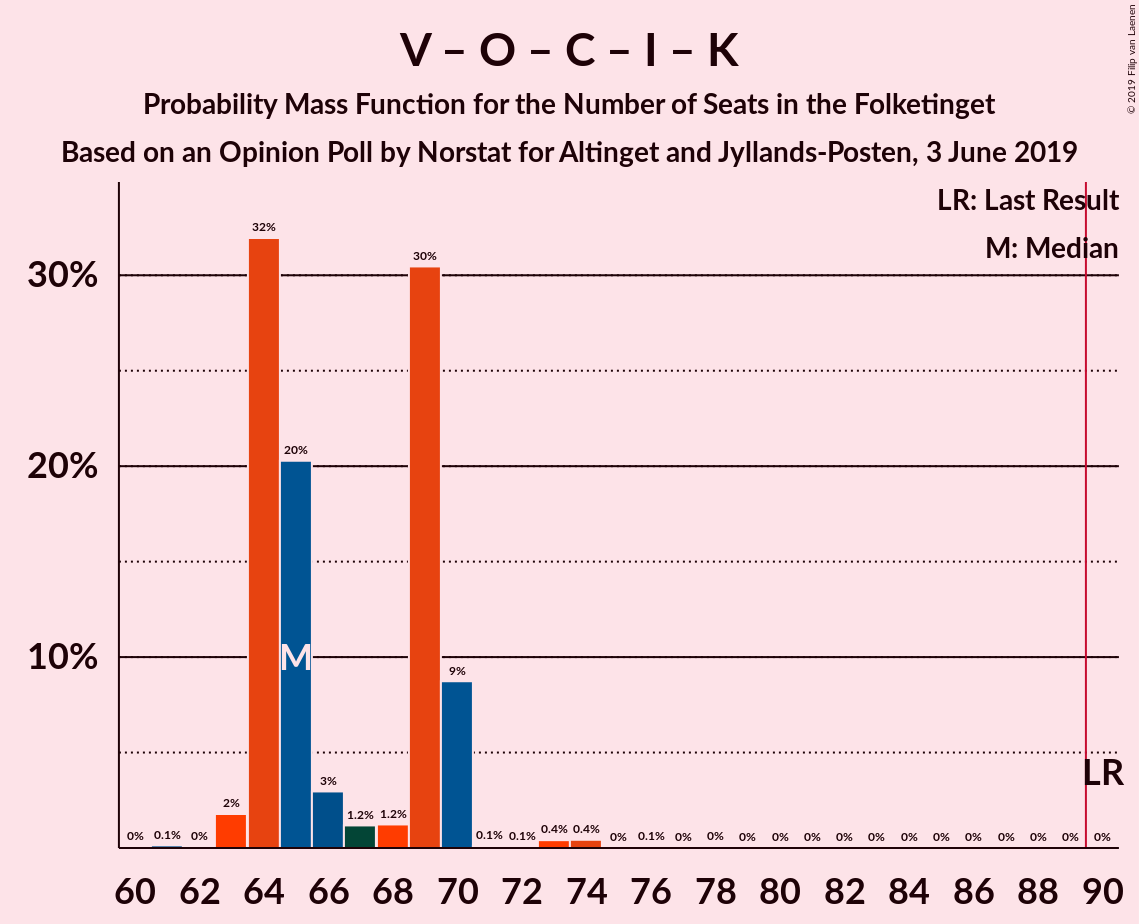 V – O – C – I – K
Probability Mass Function for the Number of Seats in the Folketinget
Based on an Opinion Poll by Norstat for Altinget and Jyllands-Posten, 3 June 2019
© 2019 Filip van Laenen
LR: Last Result
M: Median
30%
20%
10%
0% 0.1% 0% 2% 32% 20% 3% 1.2% 1.2% 30% 9% 0.1% 0.1% 0.4% 0.4% 0% 0.1% 0% 0% 0% 0% 0% 0% 0% 0% 0% 0% 0% 0% 0% 0%
M
LR
60 62 64 66 68 70 72 74 76 78 80 82 84 86 88 90